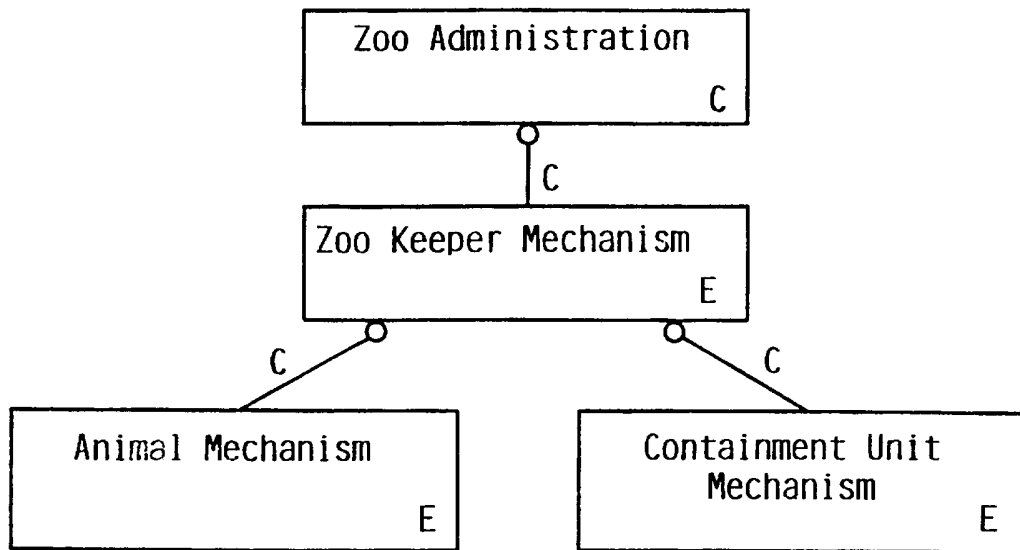 Zoo Administration
C
C
Zoo Keeper Mechanism
E
C
C
Animal Mechanism
E
Containment Unit
Mechanism
E